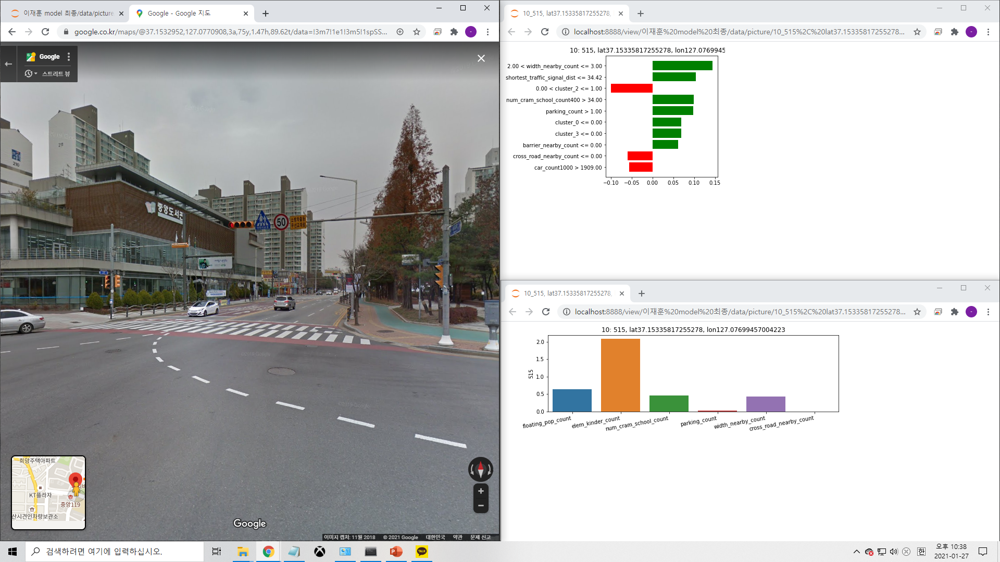 이재훈 model 최종/data/picture
Google - Google 지도
google.co.kr/maps/@37.1532952,127.0770908,3a,75y,1.47h,89.62t/data=!3m7!1e1!3m5!1spSS...
Google
스트리트 뷰
211
210
중앙도서관
50
KT플라자
희망주택아파트
중앙119
산시견인차량보관소
Google
이미지 캡처: 11월 2018 © 2021 Google 대한민국 약관 문제 신고
10_515, lat37.15335817255278,
localhost:8888/view/이재훈%20model%20최종/data/picture/10_515%2C%20lat37.15335817255278...
10: 515, lat37.15335817255278, lon127.0769945
2.00 < width_nearby_count <= 3.00
shortest_traffic_signal_dist <= 34.42
0.00 < cluster_2 <= 1.00
num_cram_school_count400 > 34.00
parking_count > 1.00
cluster_0 <= 0.00
cluster_3 <= 0.00
barrier_nearby_count <= 0.00
cross_road_nearby_count <= 0.00
car_count1000 > 1909.00
−0.10 −0.05 0.00 0.05 0.10 0.15
10_515, lat37.15335817255278,
localhost:8888/view/이재훈%20model%20최종/data/picture/10_515%2C%20lat37.15335817255278...
10: 515, lat37.15335817255278, lon127.07699457004223
2.0
1.5
1.0
0.5
0.0
515
floating_pop_count
elem_kinder_count
num_cram_school_count
parking_count
width_nearby_count
cross_road_nearby_count
검색하려면 여기에 입력하십시오.
TALK
한
오후 10:38
2021-01-27